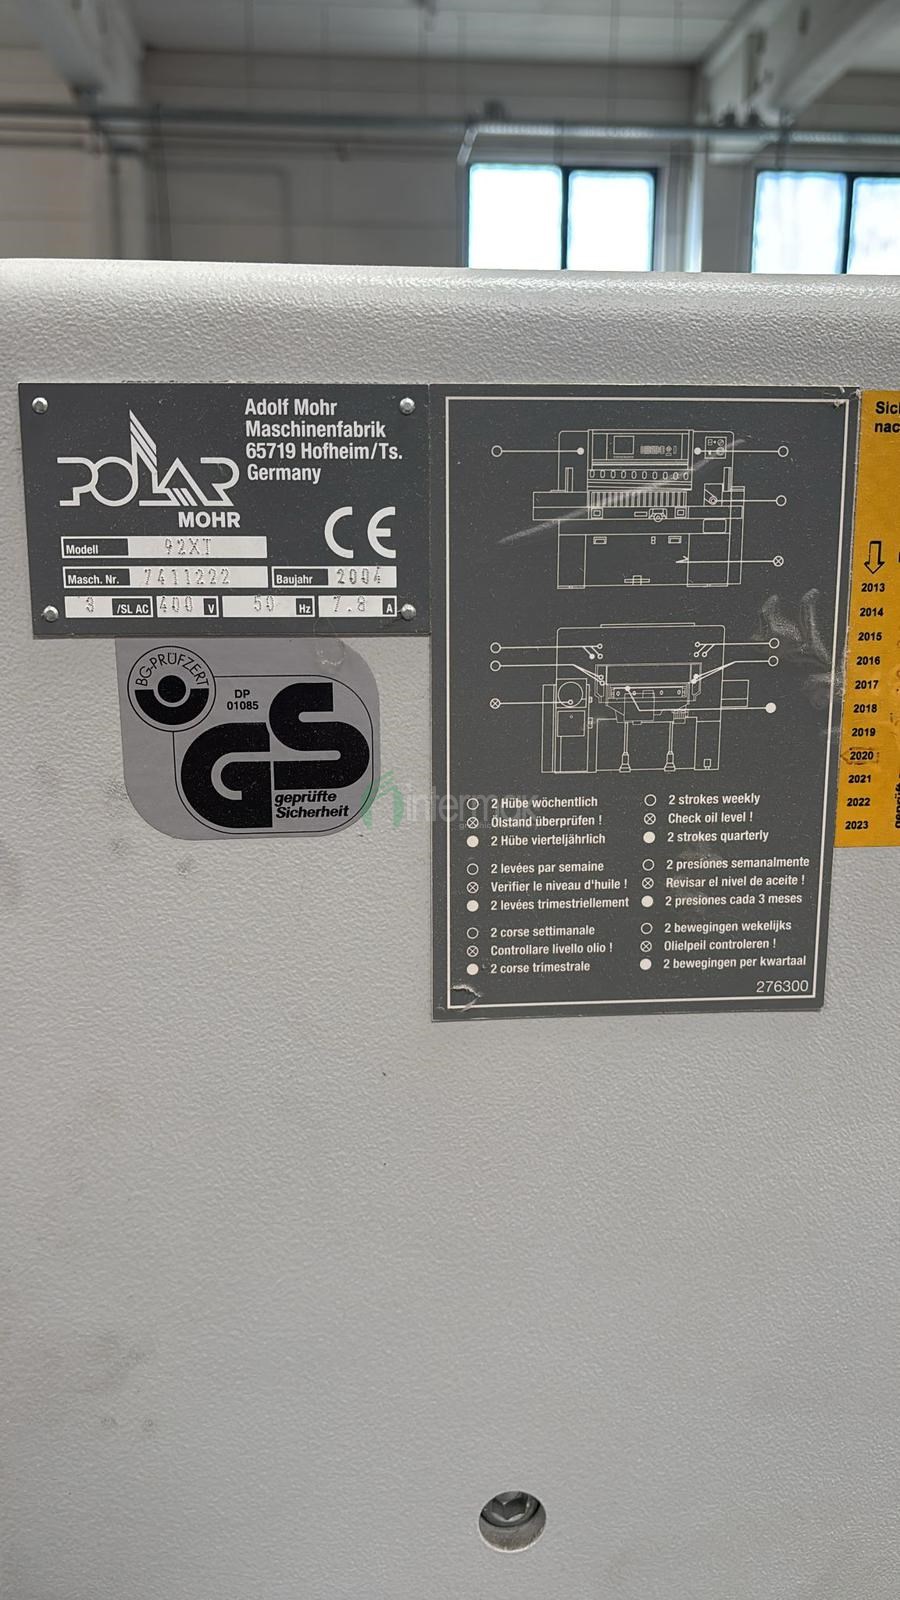 Adolf Mohr
Maschinenfabrik
65719 Hofheim/Ts.
Germany
POLAR
MOHR
CE
Modell 92XT
Masch. Nr. 7411222 Baujahr 2004
3 /SL AC 400 V 50 Hz 7.8 A
BG-PRÜFZERT
DP
01085
GS
geprüfte
Sicherheit
intermax
2 Hübe wöchentlich
Ölstand überprüfen !
2 Hübe vierteljährlich
2 levées par semaine
Verifier le niveau d'huile !
2 levées trimestriellement
2 corse settimanale
Controllare livello olio !
2 corse trimestrale
2 strokes weekly
Check oil level !
2 strokes quarterly
2 presiones semanalmente
Revisar el nivel de aceite !
2 presiones cada 3 meses
2 bewegingen wekelijks
Olielpeil controleren !
2 bewegingen per kwartaal
276300
2013
2014
2015
2016
2017
2018
2019
2020
2021
2022
2023